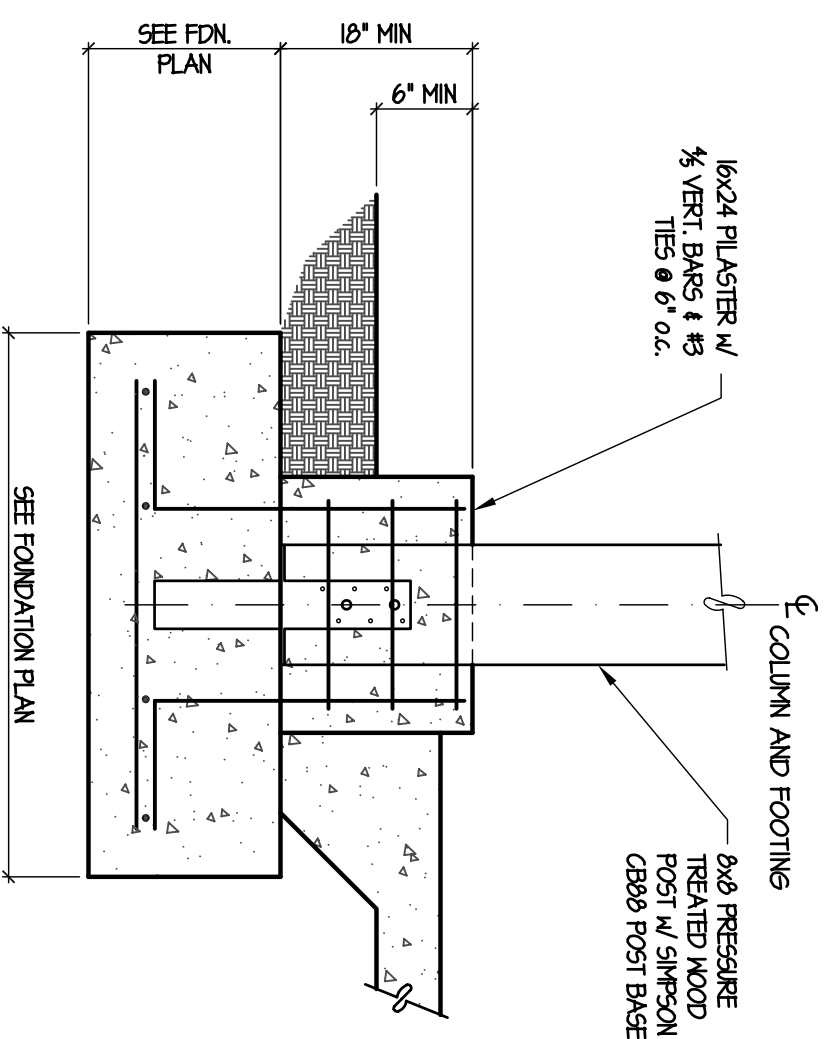 SEE FDN.
PLAN
18" MIN
6" MIN
16x24 PILASTER W/
4/5 VERT. BARS & #3
TIES @ 6" O.C.
SEE FOUNDATION PLAN
℄ COLUMN AND FOOTING
8x8 PRESSURE
TREATED WOOD
POST W/ SIMPSON
CB88 POST BASE